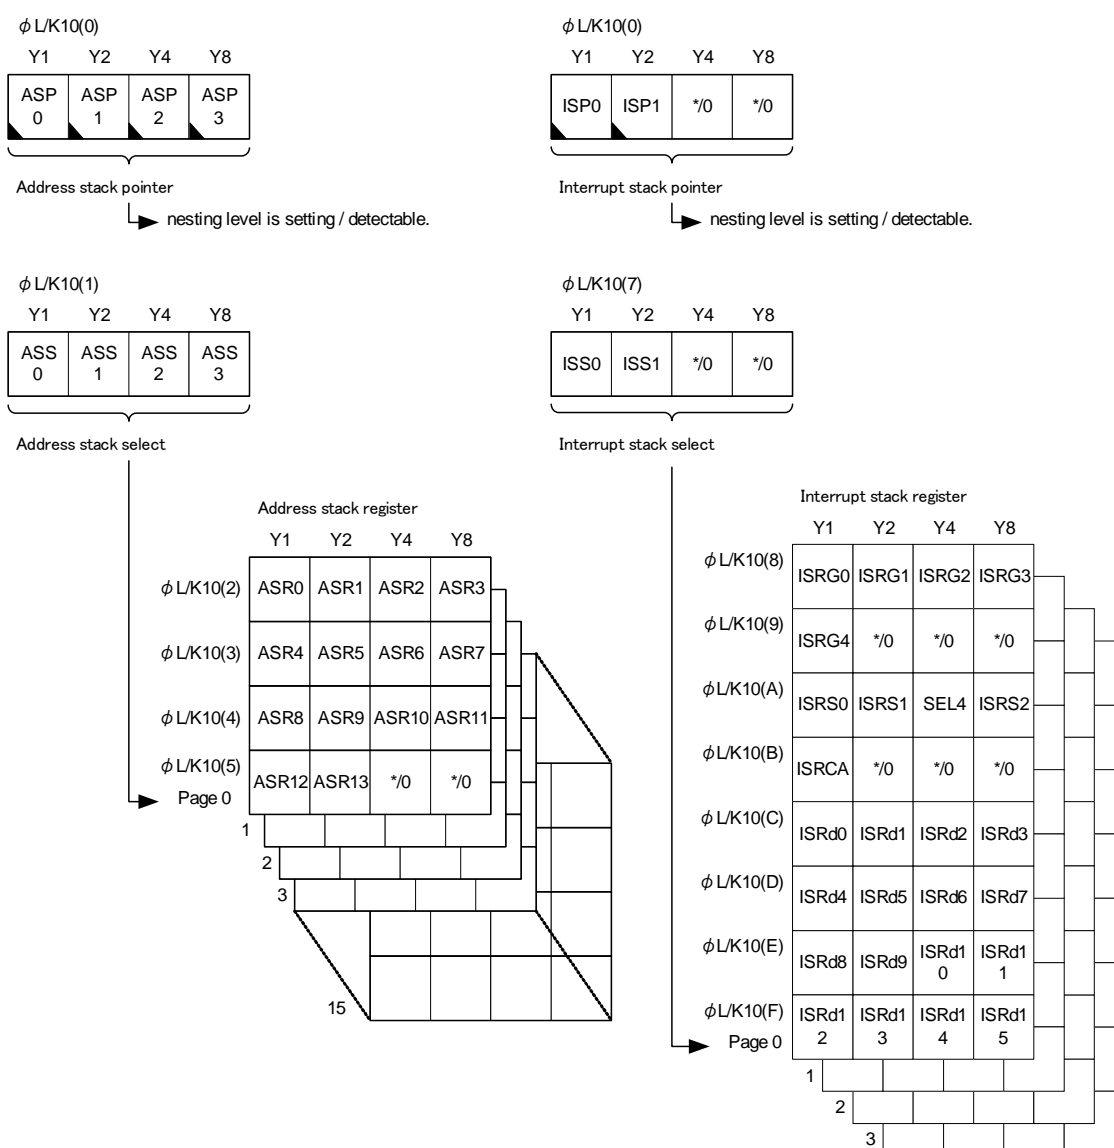 φL/K10(0)
Y1 Y2 Y4 Y8
ASP 0 ASP 1 ASP 2 ASP 3
Address stack pointer
nesting level is setting / detectable.
φL/K10(0)
Y1 Y2 Y4 Y8
ISP0 ISP1 */0 */0
Interrupt stack pointer
nesting level is setting / detectable.
φL/K10(1)
Y1 Y2 Y4 Y8
ASS 0 ASS 1 ASS 2 ASS 3
Address stack select
φL/K10(7)
Y1 Y2 Y4 Y8
ISS0 ISS1 */0 */0
Interrupt stack select
Address stack register
Y1 Y2 Y4 Y8
φL/K10(2) ASR0 ASR1 ASR2 ASR3
φL/K10(3) ASR4 ASR5 ASR6 ASR7
φL/K10(4) ASR8 ASR9 ASR10 ASR11
φL/K10(5) ASR12 ASR13 */0 */0
Page 0
1
2
3
15
Interrupt stack register
Y1 Y2 Y4 Y8
φL/K10(8) ISRG0 ISRG1 ISRG2 ISRG3
φL/K10(9) ISRG4 */0 */0 */0
φL/K10(A) ISRS0 ISRS1 SEL4 ISRS2
φL/K10(B) ISRCA */0 */0 */0
φL/K10(C) ISRd0 ISRd1 ISRd2 ISRd3
φL/K10(D) ISRd4 ISRd5 ISRd6 ISRd7
φL/K10(E) ISRd8 ISRd9 ISRd10 ISRd11
φL/K10(F) ISRd12 ISRd13 ISRd14 ISRd15
Page 0
1
2
3